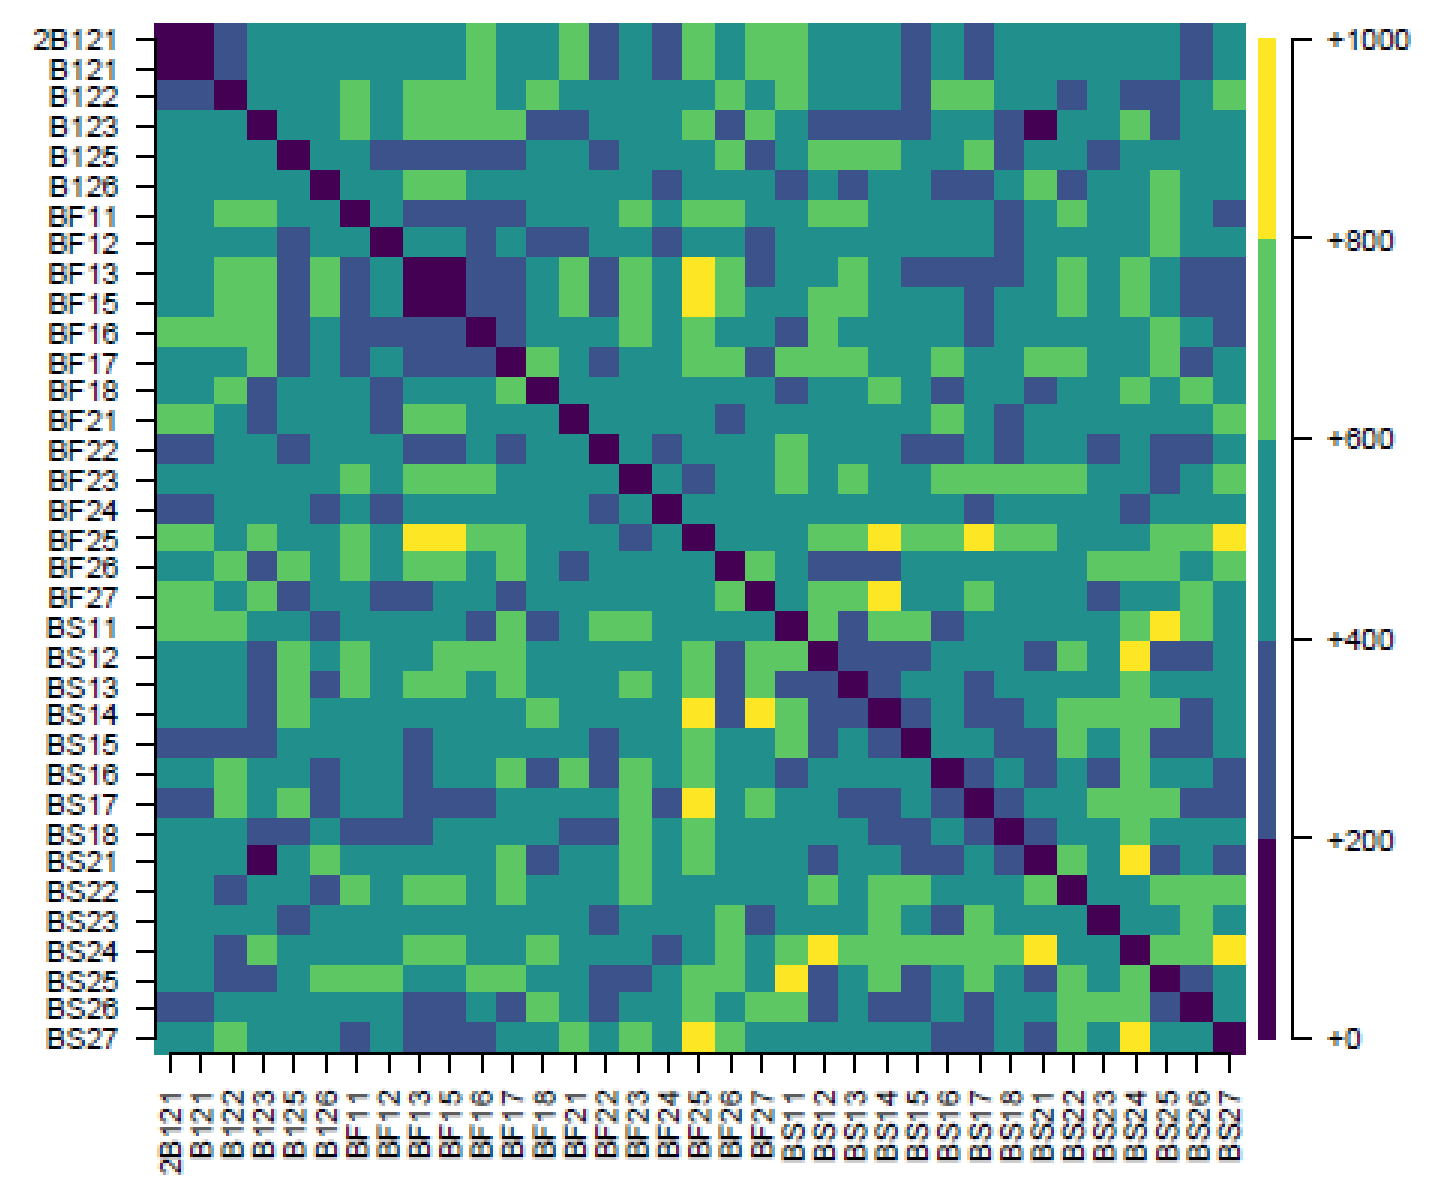 2B121
B121
B122
B123
B125
B126
BF11
BF12
BF13
BF15
BF16
BF17
BF18
BF21
BF22
BF23
BF24
BF25
BF26
BF27
BS11
BS12
BS13
BS14
BS15
BS16
BS17
BS18
BS21
BS22
BS23
BS24
BS25
BS26
BS27
+1000
+800
+600
+400
+200
+0
2B121
B121
B122
B123
B125
B126
BF11
BF12
BF13
BF15
BF16
BF17
BF18
BF21
BF22
BF23
BF24
BF25
BF26
BF27
BS11
BS12
BS13
BS14
BS15
BS16
BS17
BS18
BS21
BS22
BS23
BS24
BS25
BS26
BS27